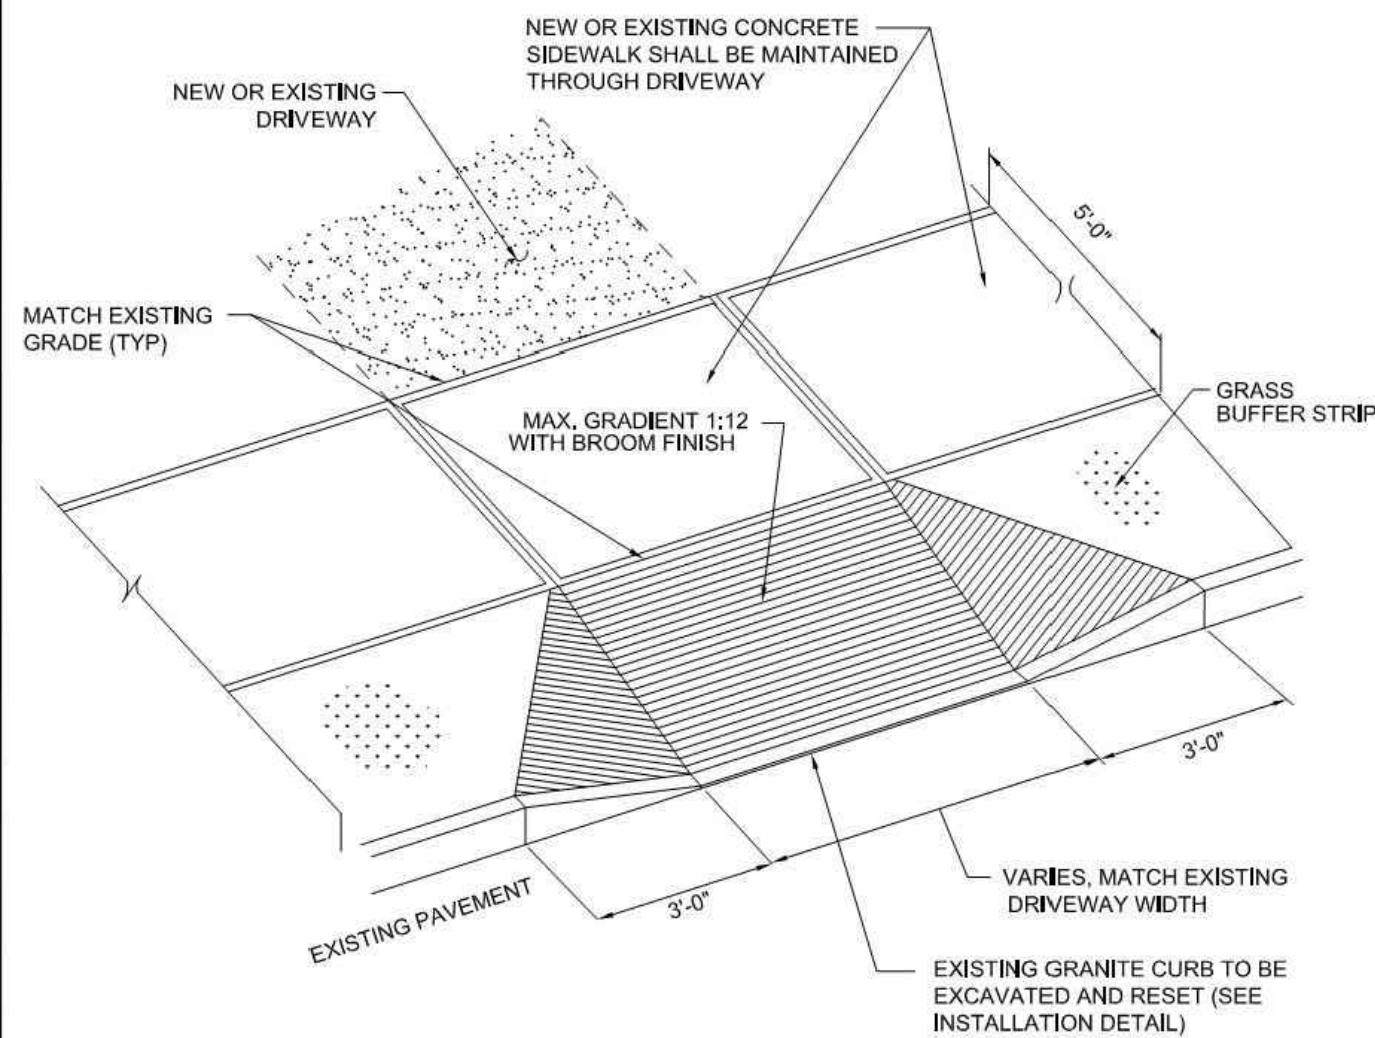 NEW OR EXISTING CONCRETE
SIDEWALK SHALL BE MAINTAINED
THROUGH DRIVEWAY
NEW OR EXISTING
DRIVEWAY
5'-0"
MATCH EXISTING
GRADE (TYP)
GRASS
BUFFER STRIP
MAX. GRADIENT 1:12
WITH BROOM FINISH
3'-0"
3'-0"
VARIES, MATCH EXISTING
DRIVEWAY WIDTH
EXISTING PAVEMENT
EXISTING GRANITE CURB TO BE
EXCAVATED AND RESET (SEE
INSTALLATION DETAIL)